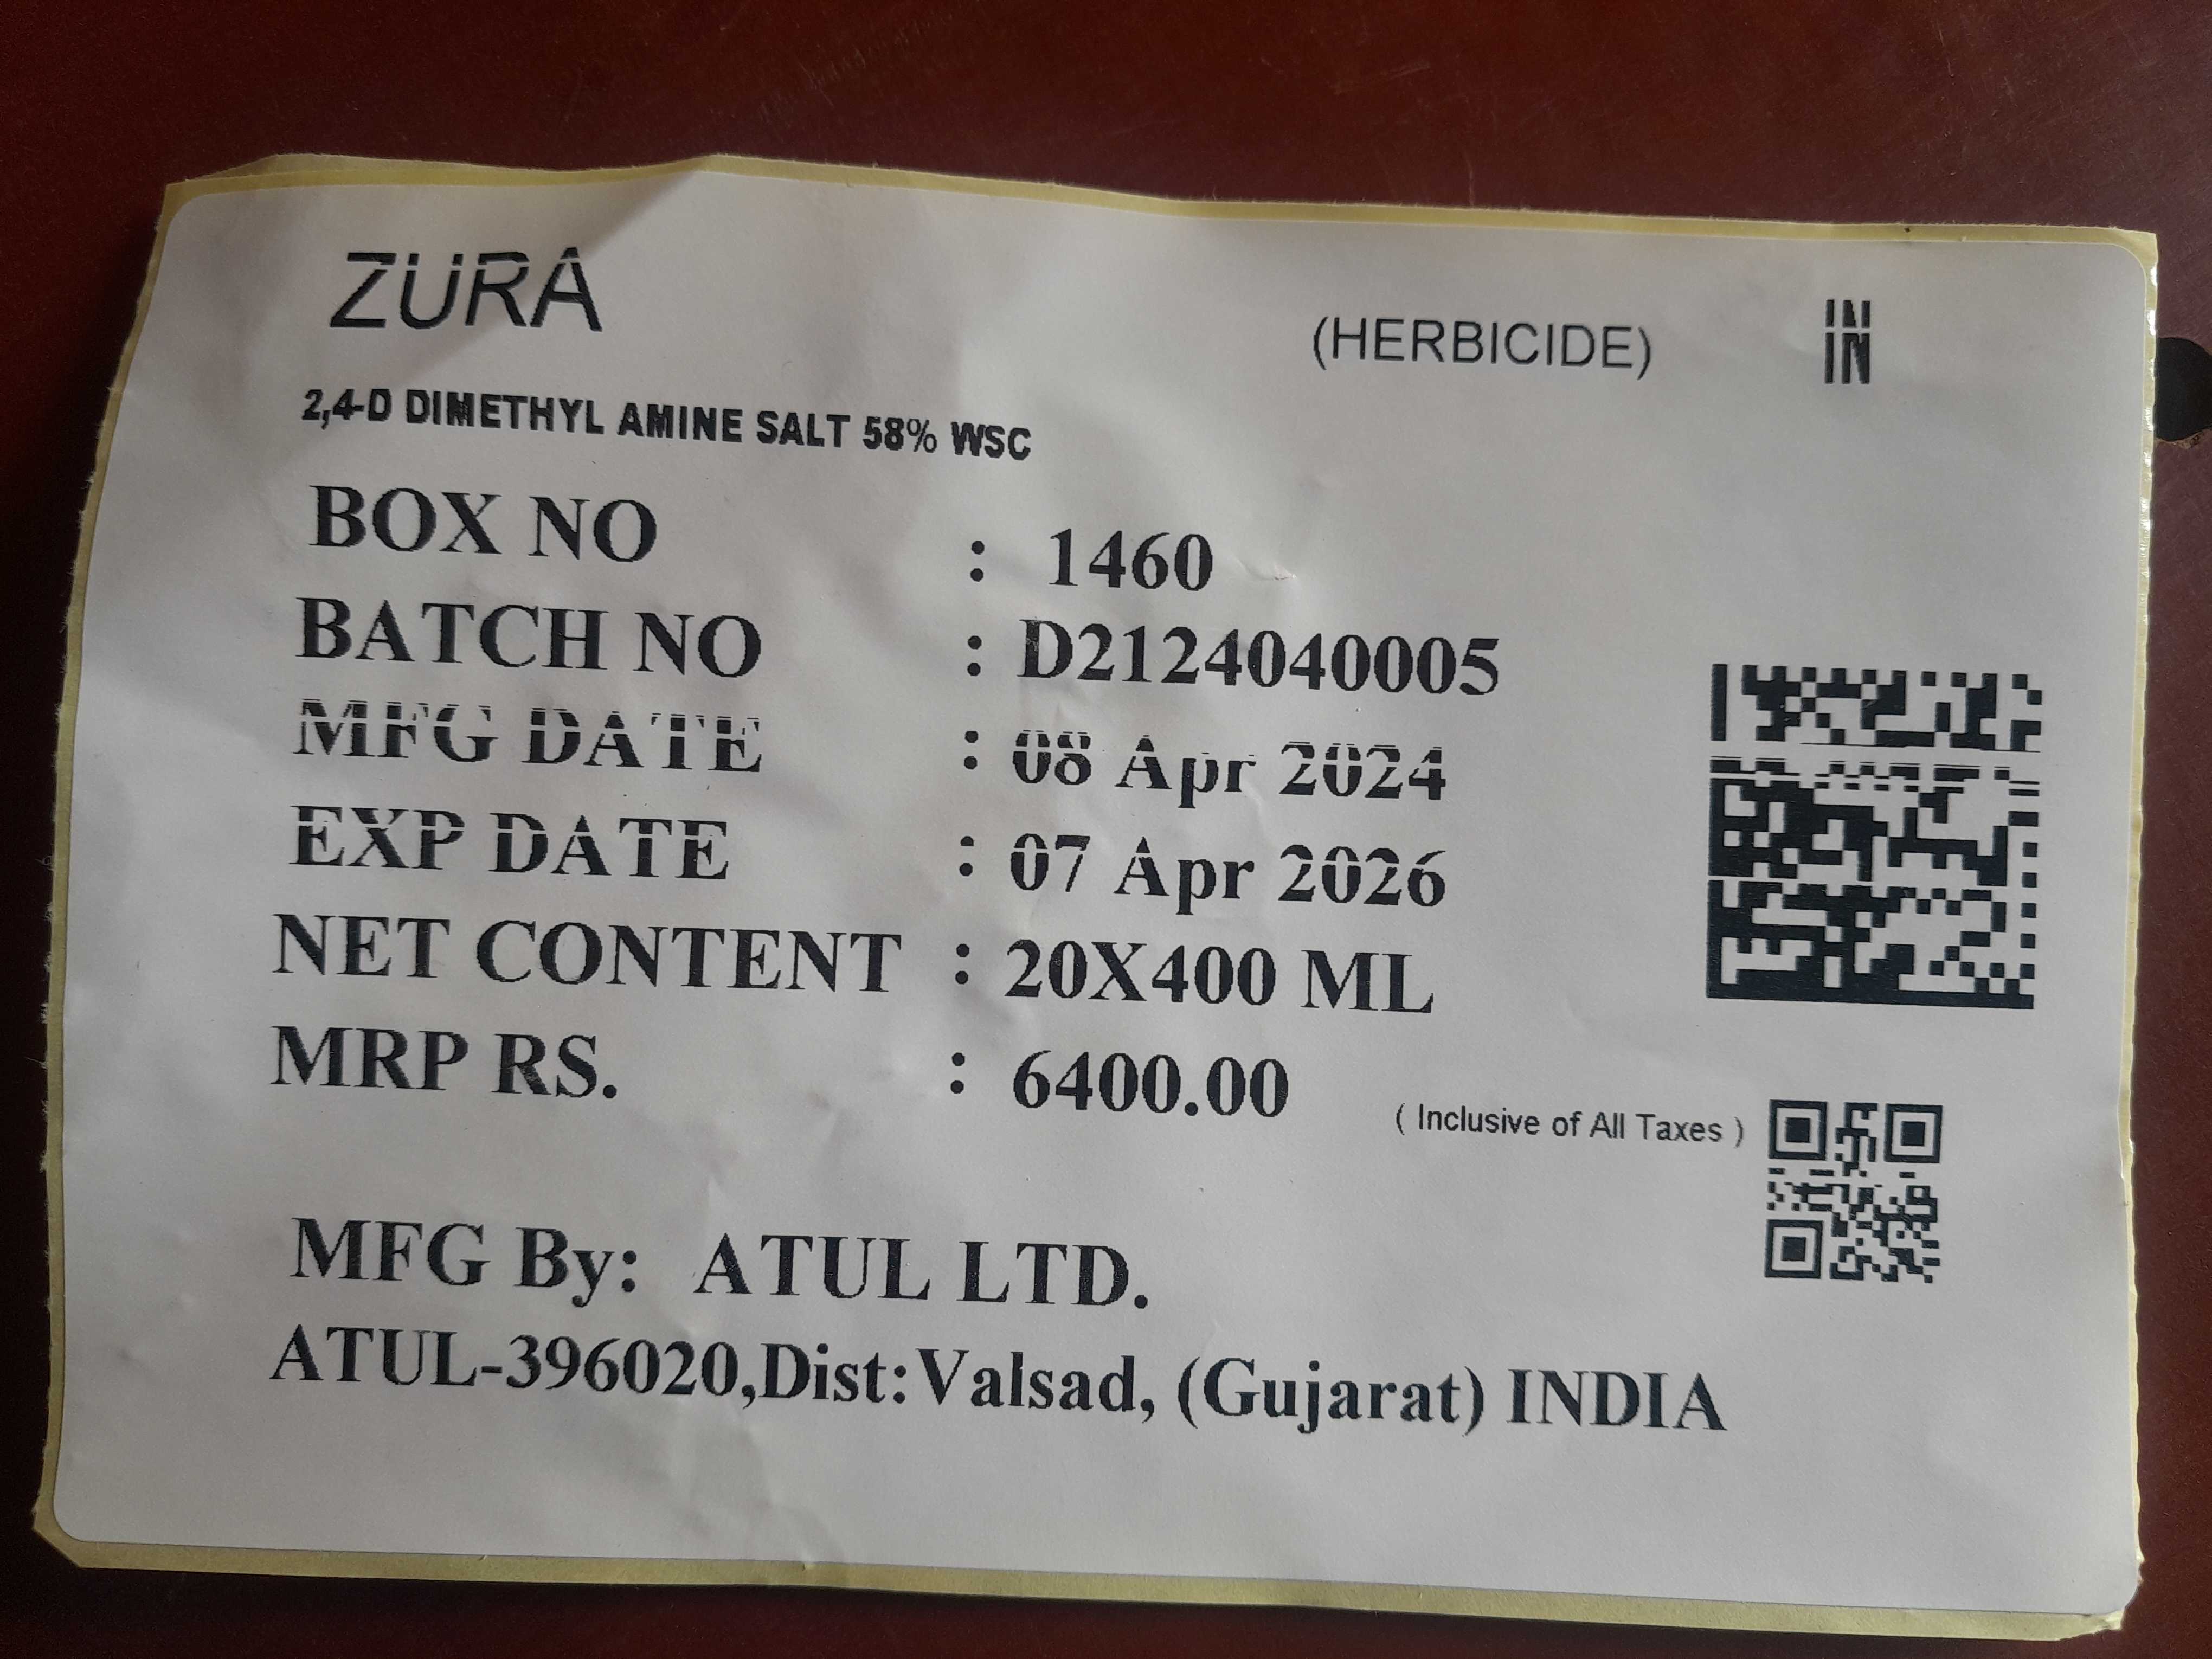 ZURA (HERBICIDE) IN
2,4-D DIMETHYL AMINE SALT 58% WSC
BOX NO : 1460
BATCH NO : D2124040005
MFG DATE : 08 Apr 2024
EXP DATE : 07 Apr 2026
NET CONTENT : 20X400 ML
MRP RS. : 6400.00 ( Inclusive of All Taxes )
MFG By: ATUL LTD.
ATUL-396020,Dist:Valsad, (Gujarat) INDIA